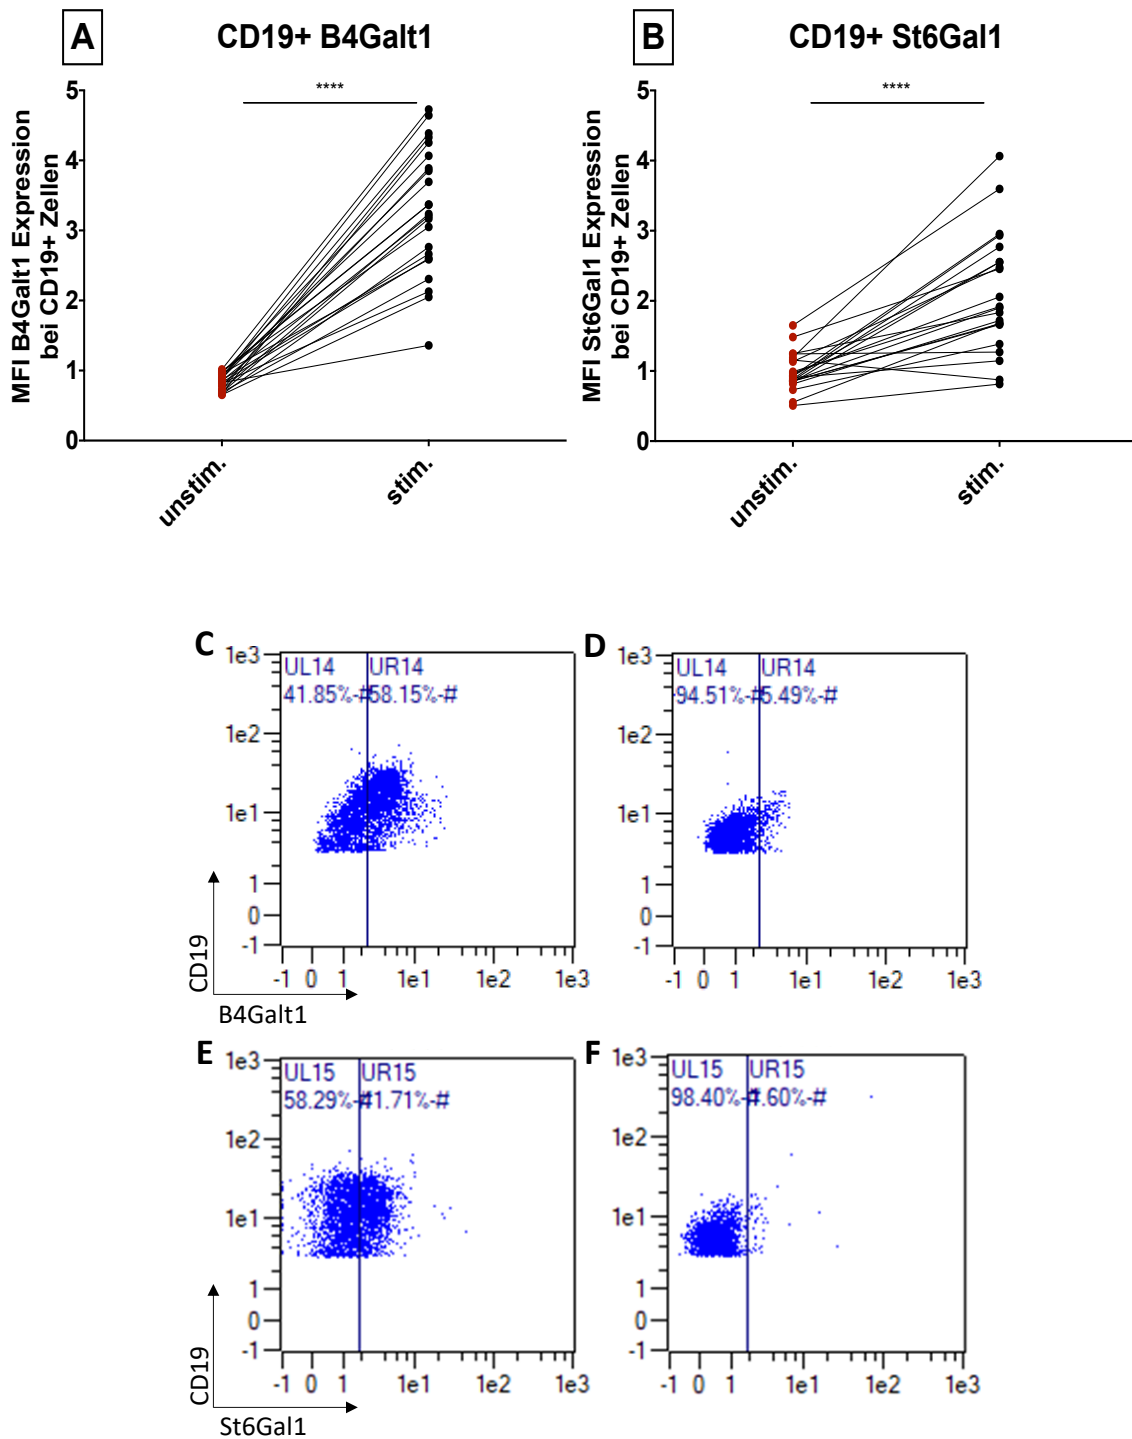 A
CD19+ B4Galt1
****
MFI B4Galt1 Expression
bei CD19+ Zellen
5
4
3
2
1
0
unstim.
stim.
B
CD19+ St6Gal1
****
MFI St6Gal1 Expression
bei CD19+ Zellen
5
4
3
2
1
0
unstim.
stim.
C
1e3
1e2
1e1
1
0
-1
UL14 UR14
41.85%-# 58.15%-#
-1 0 1 1e1 1e2 1e3
CD19
B4Galt1
D
1e3
1e2
1e1
1
0
-1
UL14 UR14
94.51%-# 5.49%-#
-1 0 1 1e1 1e2 1e3
E
1e3
1e2
1e1
1
0
-1
UL15 UR15
58.29%-# 41.71%-#
-1 0 1 1e1 1e2 1e3
CD19
St6Gal1
F
1e3
1e2
1e1
1
0
-1
UL15 UR15
98.40%-# 1.60%-#
-1 0 1 1e1 1e2 1e3